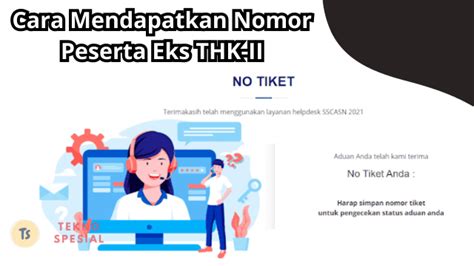 Cara Mendapatkan Nomor
Peserta Eks THK-II
NO TIKET
Terimakasih telah menggunakan layanan helpdesk SSCASN 2021
Aduan Anda telah kami terima
No Tiket Anda :
Harap simpan nomor tiket
untuk pengecekan status aduan anda
Ts
TEKNO
SPESIAL